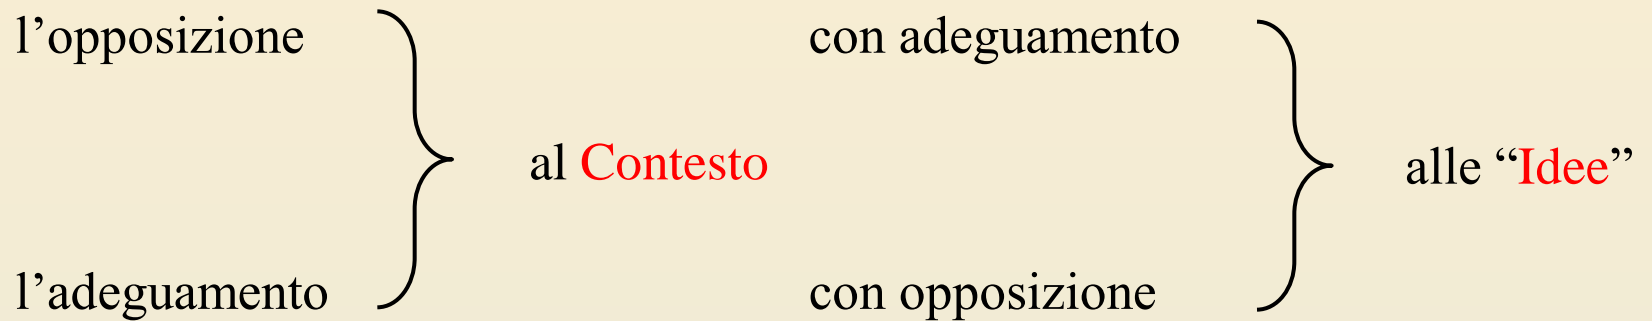 l’opposizione
con adeguamento
al Contesto
alle “Idee”
l’adeguamento
con opposizione